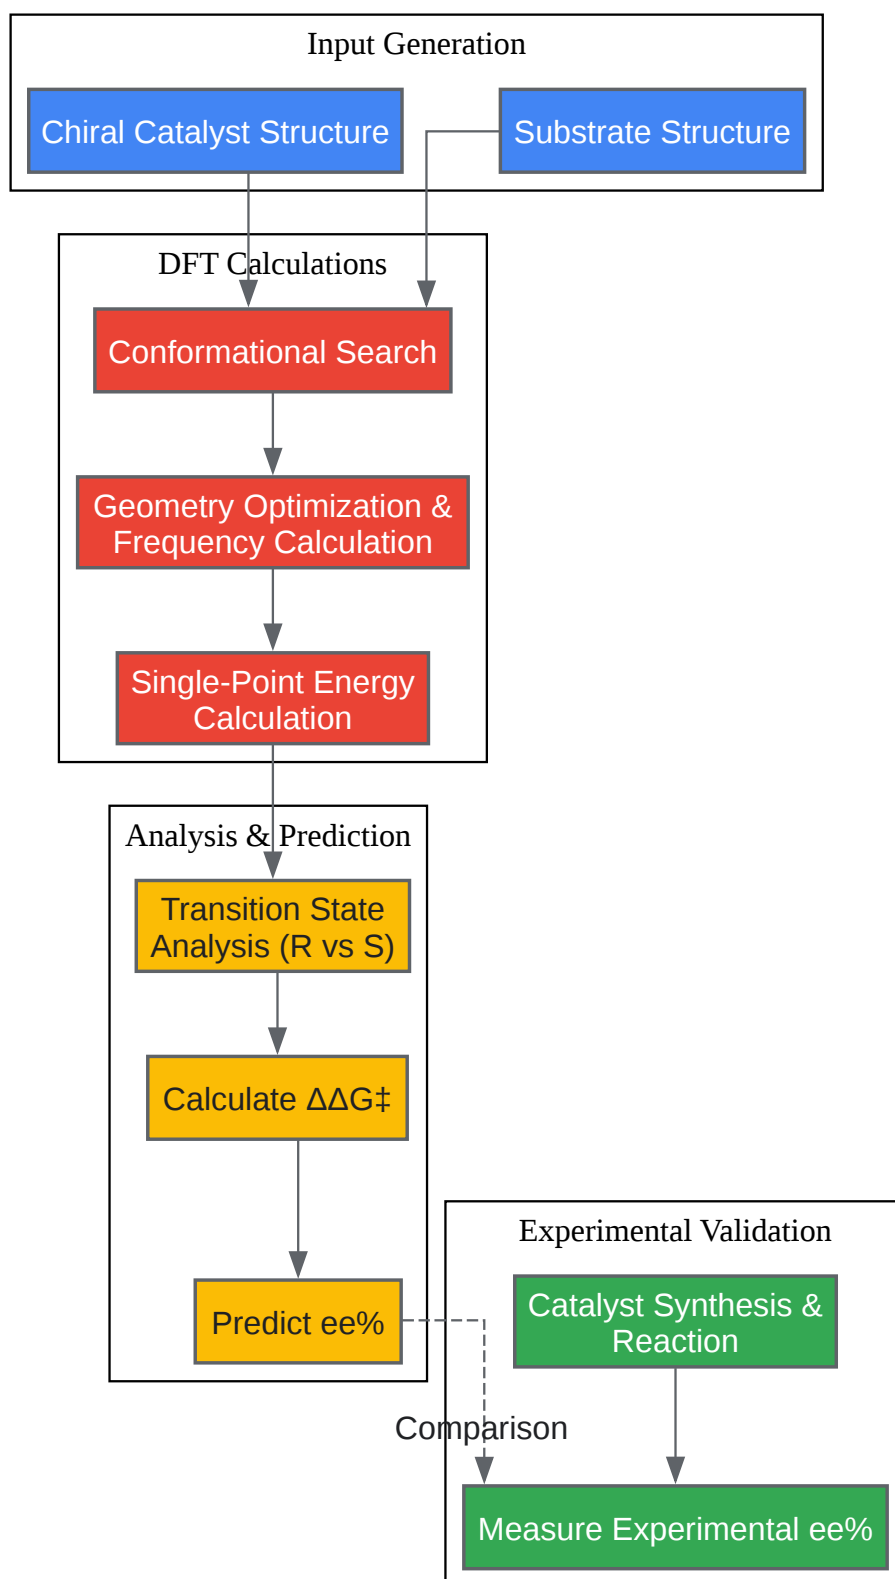 Input Generation
Chiral Catalyst Structure
Substrate Structure
DFT Calculations
Conformational Search
Geometry Optimization &
Frequency Calculation
Single-Point Energy
Calculation
Analysis & Prediction
Transition State
Analysis (R vs S)
Calculate ΔΔG‡
Predict ee%
Experimental Validation
Catalyst Synthesis &
Reaction
Comparison
Measure Experimental ee%